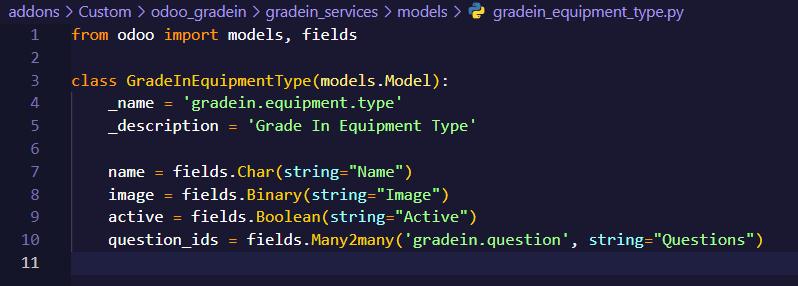 addons > Custom > odoo_gradein > gradein_services > models > gradein_equipment_type.py
1 from odoo import models, fields
2
3 class GradeInEquipmentType(models.Model):
4     _name = 'gradein.equipment.type'
5     _description = 'Grade In Equipment Type'
6
7     name = fields.Char(string="Name")
8     image = fields.Binary(string="Image")
9     active = fields.Boolean(string="Active")
10     question_ids = fields.Many2many('gradein.question', string="Questions")
11